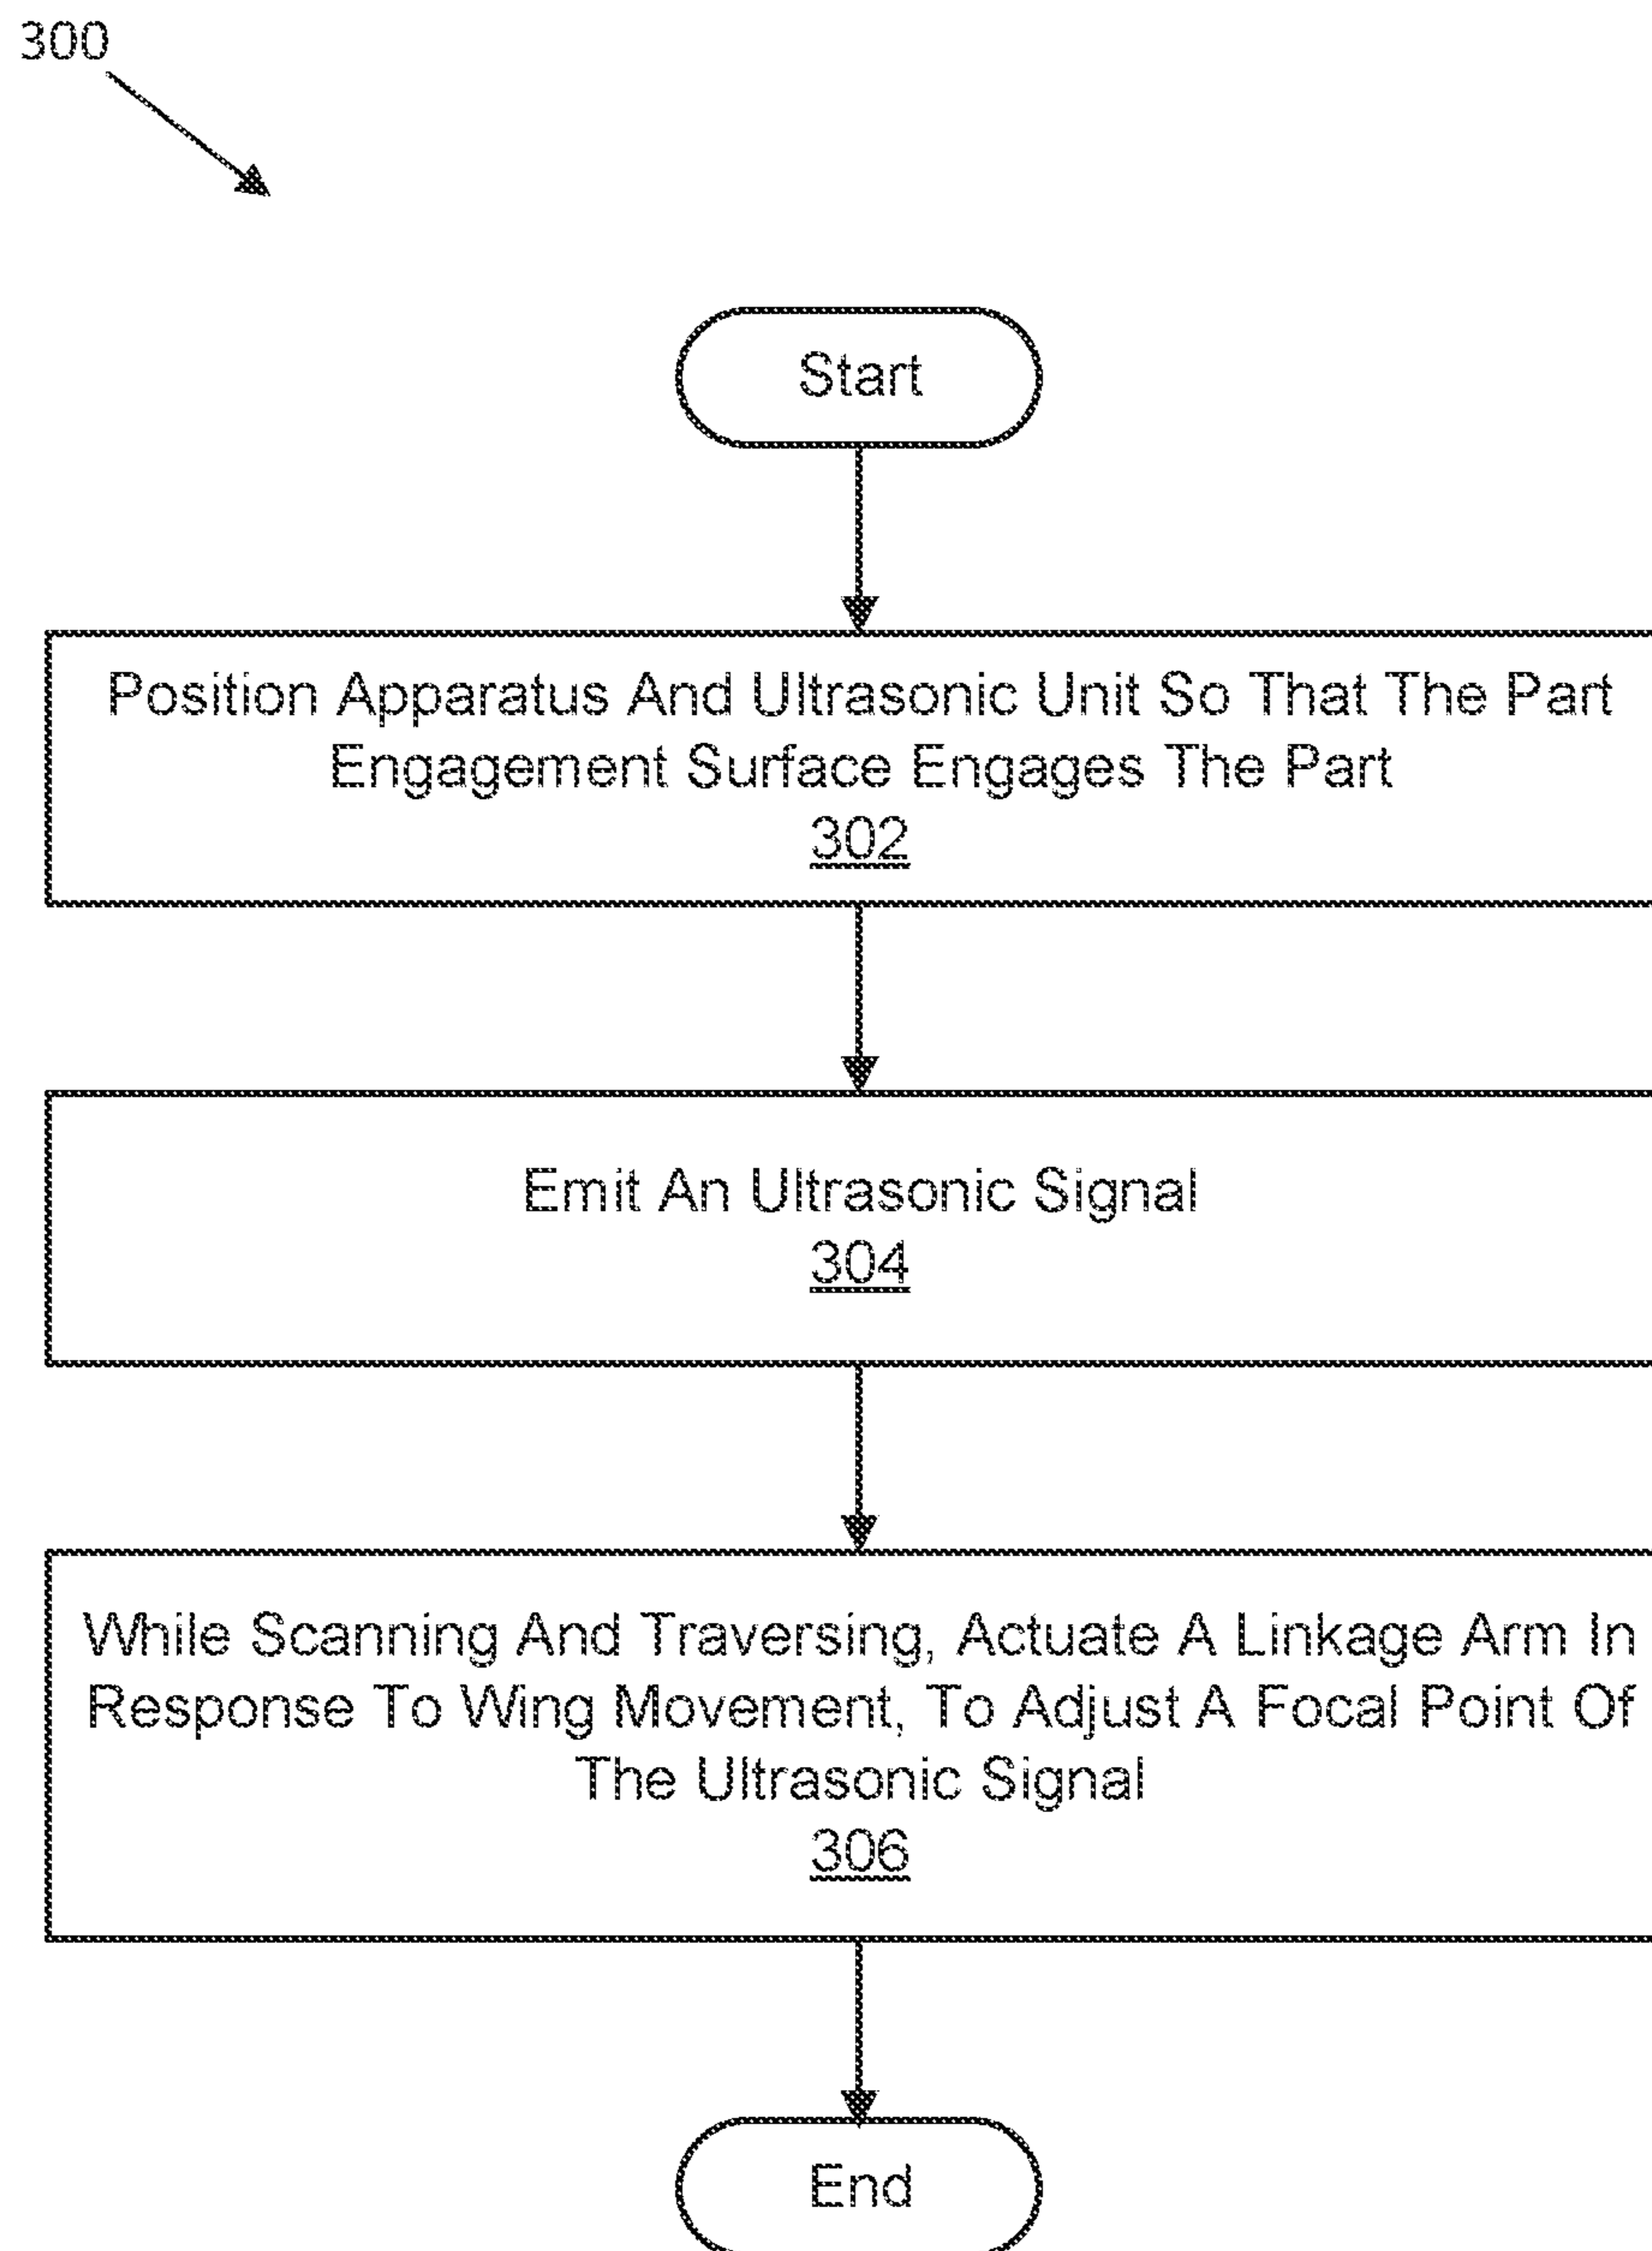 300
Start
Position Apparatus And Ultrasonic Unit So That The Part
Engagement Surface Engages The Part
302
Emit An Ultrasonic Signal
304
While Scanning And Traversing, Actuate A Linkage Arm In
Response To Wing Movement, To Adjust A Focal Point Of
The Ultrasonic Signal
306
End